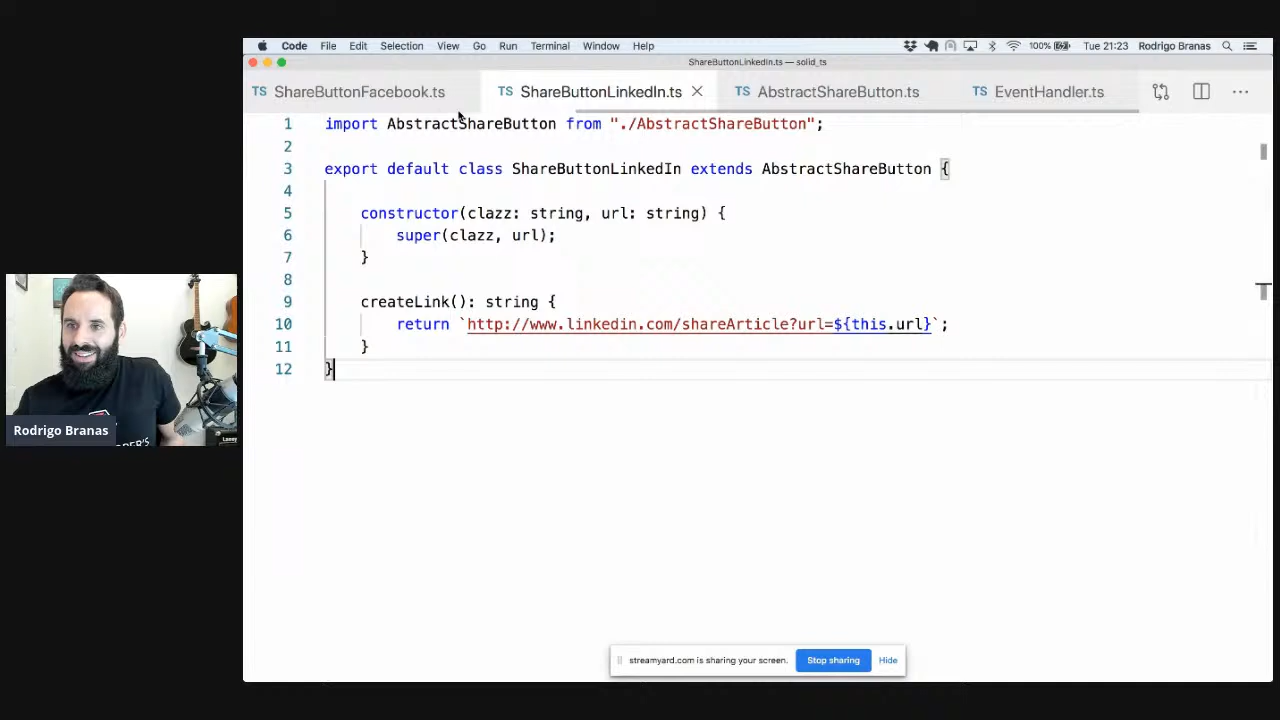 Code File Edit Selection View Go Run Terminal Window Help 100% Tue 21:23 Rodrigo Branas
ShareButtonLinkedIn.ts — solid_ts
TS ShareButtonFacebook.ts TS ShareButtonLinkedIn.ts TS AbstractShareButton.ts TS EventHandler.ts
1 import AbstractShareButton from "./AbstractShareButton";
2
3 export default class ShareButtonLinkedIn extends AbstractShareButton {
4
5 constructor(clazz: string, url: string) {
6 super(clazz, url);
7 }
8
9 createLink(): string {
10 return `http://www.linkedin.com/shareArticle?url=${this.url}`;
11 }
12 }
Rodrigo Branas
streamyard.com is sharing your screen. Stop sharing Hide